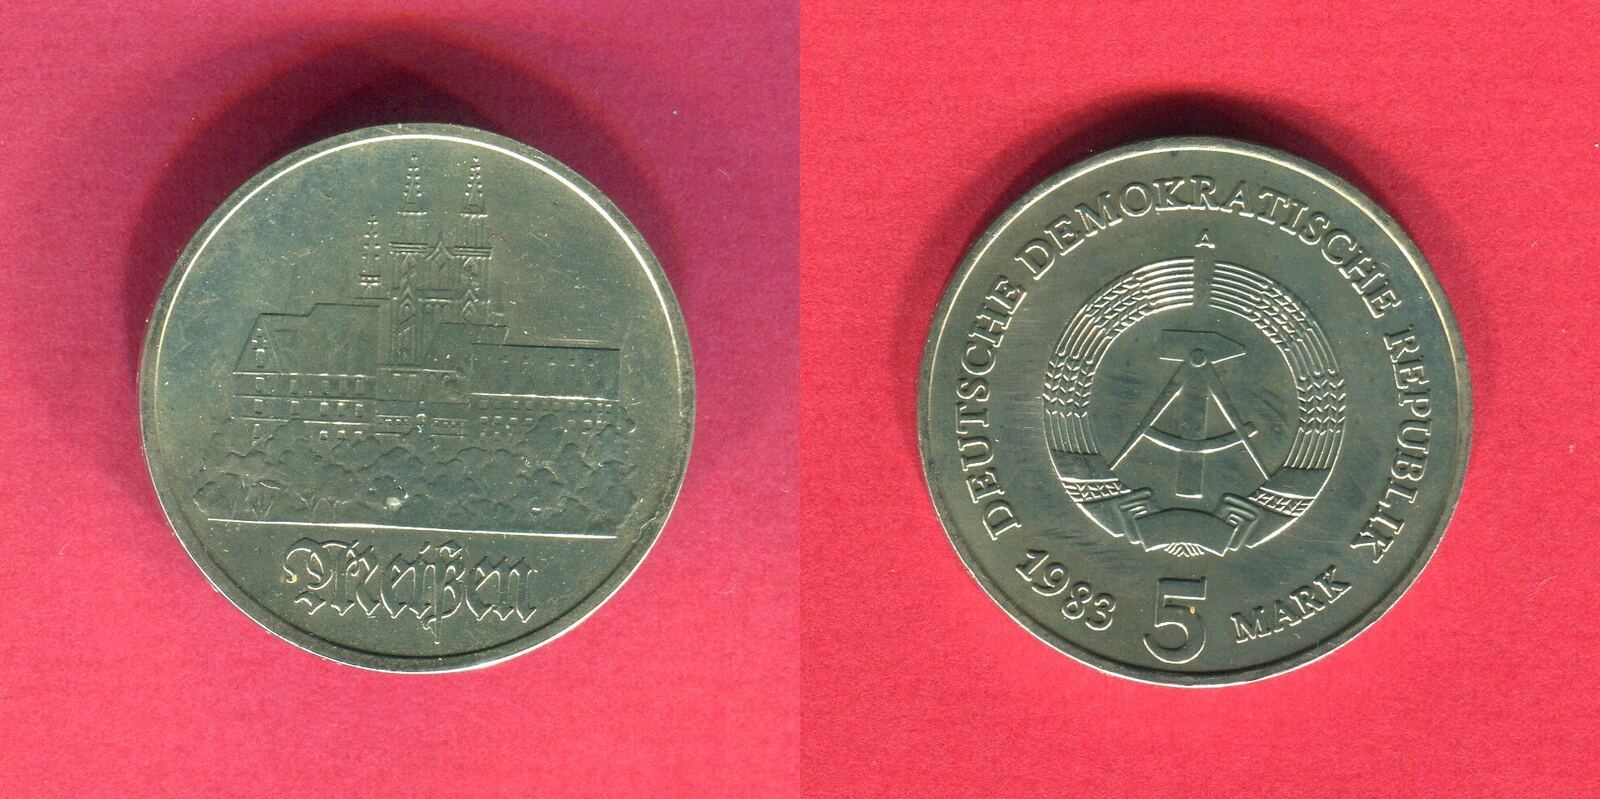 Meißen
DEUTSCHE DEMOKRATISCHE REPUBLIK
A
1983 5 MARK